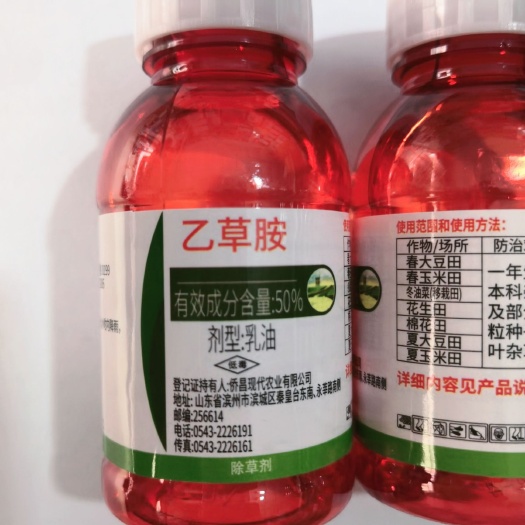 乙草胺
有效成分含量:50%
剂型:乳油
低毒
登记证持有人:侨昌现代农业有限公司
地址:山东省滨州市滨城区秦皇台东南、永莘路南侧
邮编:256614
电话:0543-2226191
传真:0543-2226161
除草剂
使用范围和使用方法:
作物/场所
防治
春大豆田
春玉米田
冬油菜(移栽田)
花生田
棉花田
夏大豆田
夏玉米田
一年
本科
及部
粒种
叶杂
详细内容见产品说